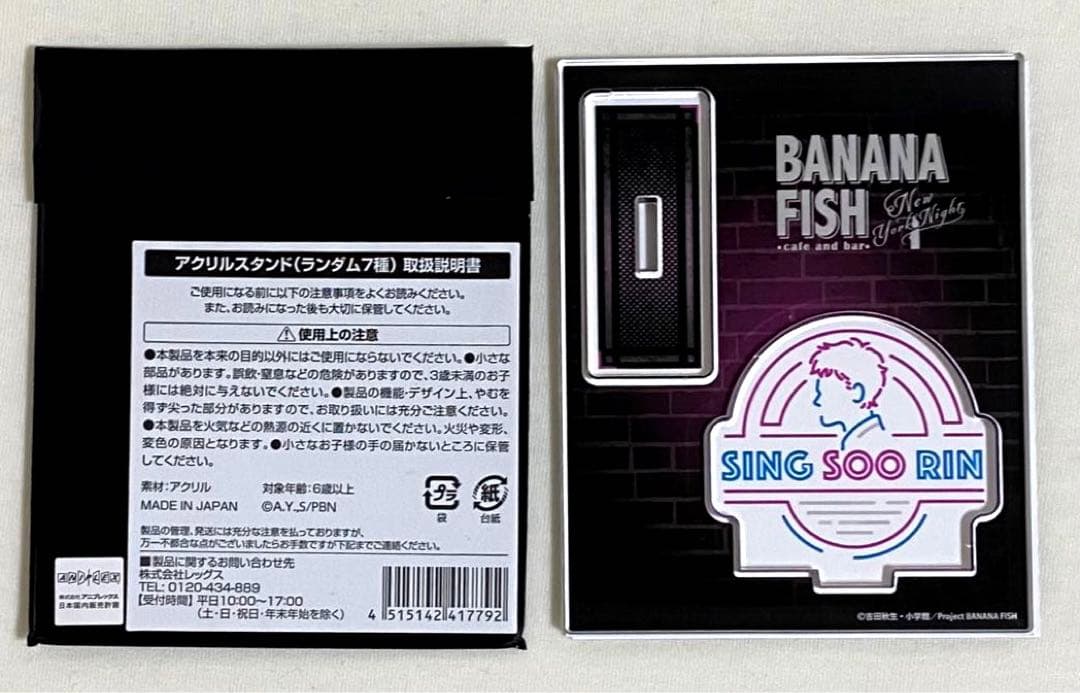 アクリルスタンド(ランダム7種) 取扱説明書
ご使用になる前に以下の注意事項をよくお読みください。
また、お読みになった後も大切に保管してください。
使用上の注意
●本製品を本来の目的以外にはご使用にならないでください。●小さな
部品があります。誤飲・窒息などの危険がありますので、3歳未満のお子
様には絶対に与えないでください。●製品の機能・デザイン上、やむを
得ず尖った部分がありますので、お取り扱いには充分ご注意ください。
●本製品を火気などの熱源の近くに置かないでください。火災や変形、
変色の原因となります。●小さなお子様の手の届かないところに保管
してください。
素材:アクリル 対象年齢:6歳以上
MADE IN JAPAN ©A.Y.,S/PBN
プラ
袋
紙
台紙
製品の管理、発送には充分な注意を払っておりますが、
万一不都合な点がございましたらお手数ですが下記までご連絡ください。
■製品に関するお問い合わせ先
株式会社レッグス
TEL: 0120-434-889
【受付時間】平日10:00〜17:00
(土・日・祝日・年末年始を除く)
4 515142 417792
ANIPLEX
株式会社アニプレックス
日本国内販売許諾
BANANA
FISH
New
York Night
・cafe and bar・
SING SOO RIN
©吉田秋生・小学館／Project BANANA FISH